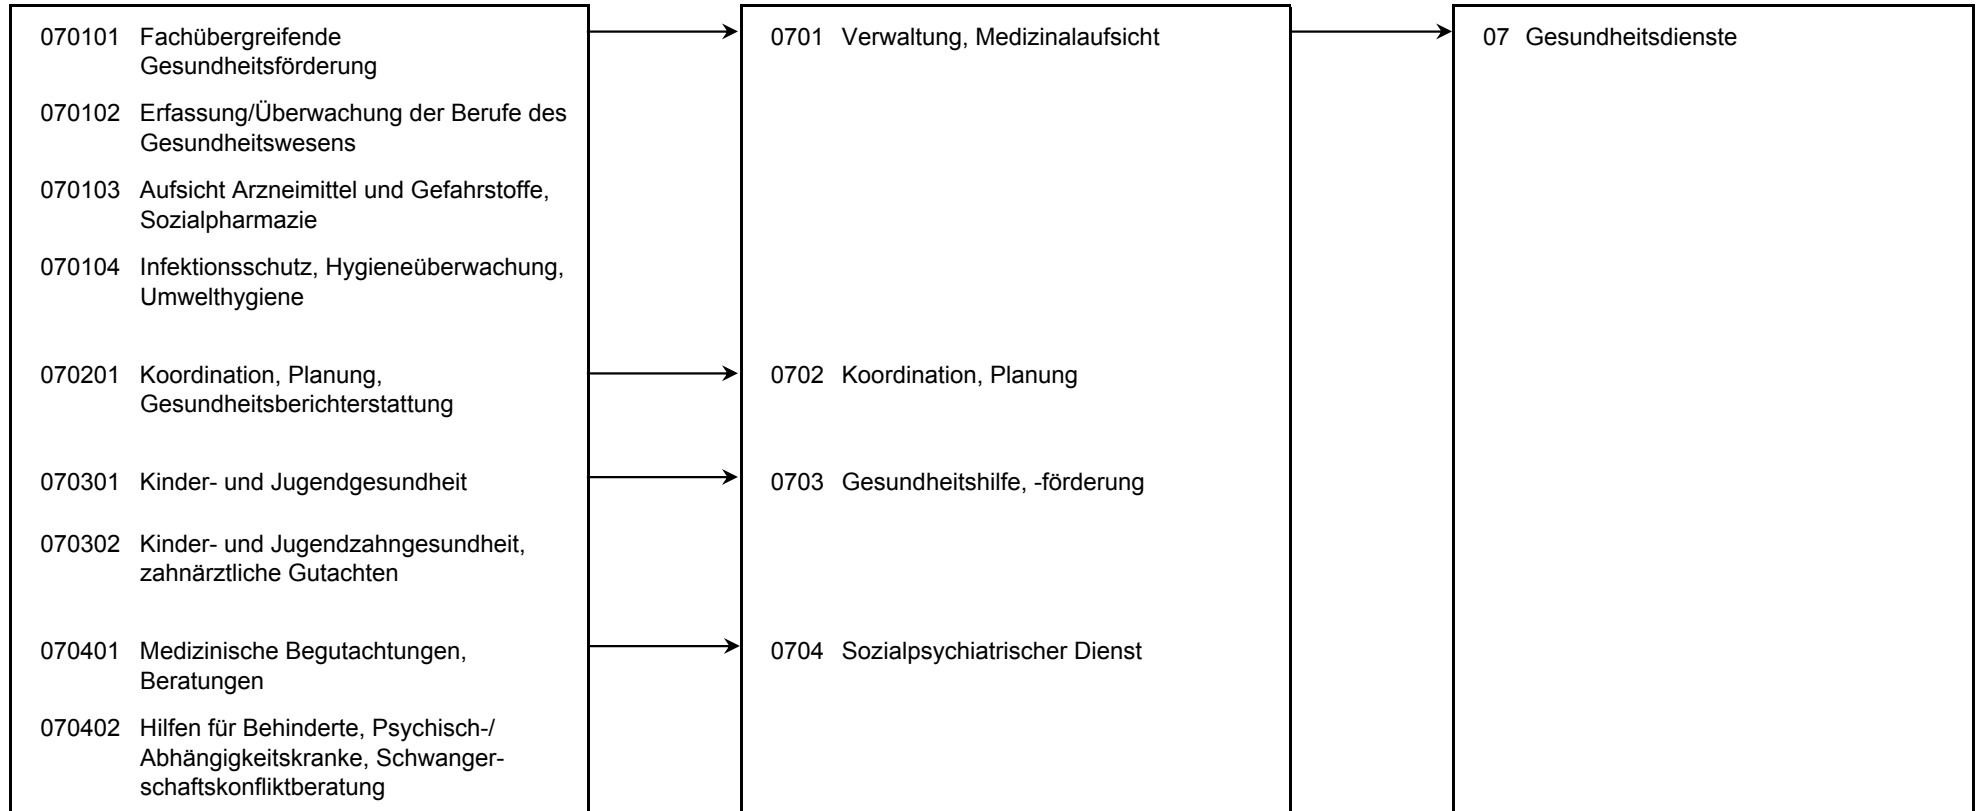 070101 Fachübergreifende
Gesundheitsförderung
070102 Erfassung/Überwachung der Berufe des
Gesundheitswesens
070103 Aufsicht Arzneimittel und Gefahrstoffe,
Sozialpharmazie
070104 Infektionsschutz, Hygieneüberwachung,
Umwelthygiene
070201 Koordination, Planung,
Gesundheitsberichterstattung
070301 Kinder- und Jugendgesundheit
070302 Kinder- und Jugendzahngesundheit,
zahnärztliche Gutachten
070401 Medizinische Begutachtungen,
Beratungen
070402 Hilfen für Behinderte, Psychisch-/
Abhängigkeitskranke, Schwanger-
schaftskonfliktberatung
0701 Verwaltung, Medizinalaufsicht
0702 Koordination, Planung
0703 Gesundheitshilfe, -förderung
0704 Sozialpsychiatrischer Dienst
07 Gesundheitsdienste